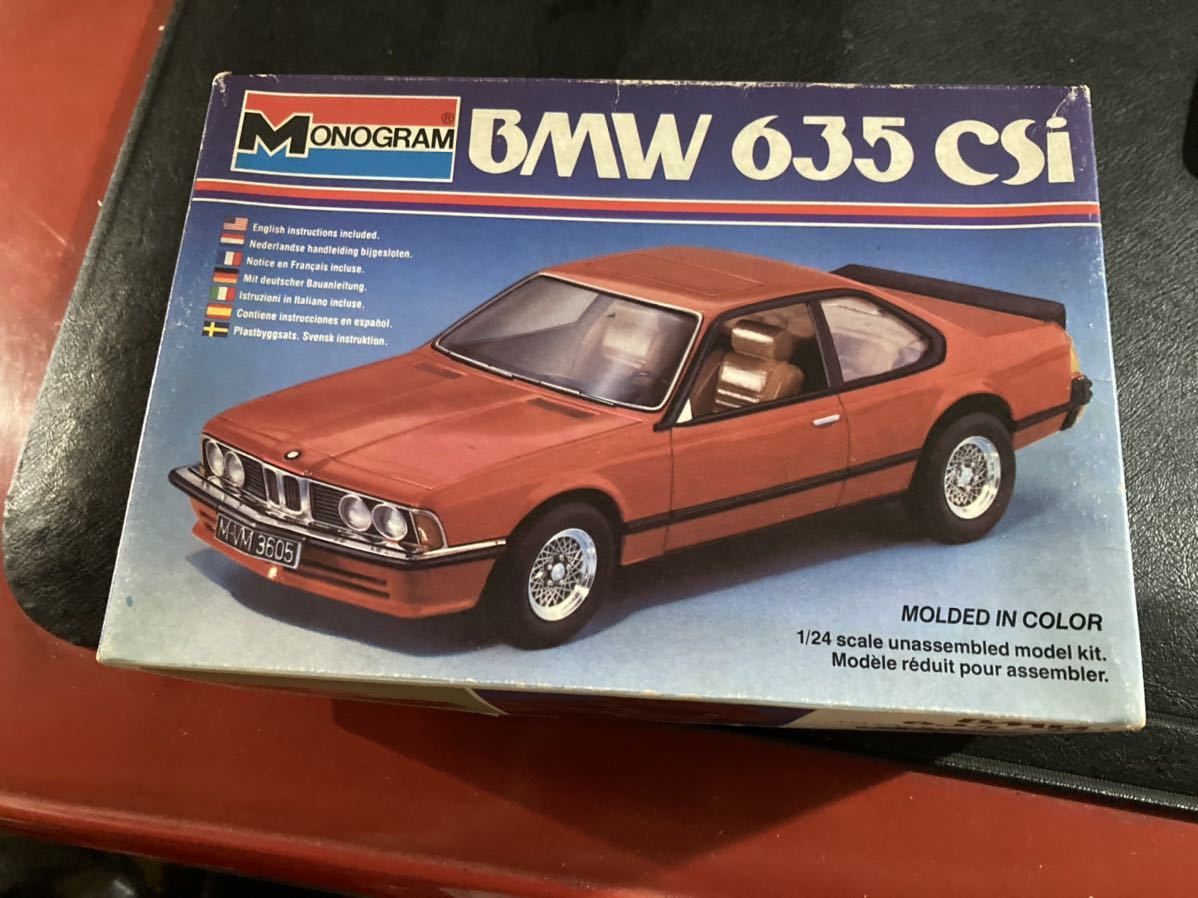 MONOGRAM®
BMW 635 CSi
English instructions included.
Nederlandse handleiding bijgesloten.
Notice en Français incluse.
Mit deutscher Bauanleitung.
Istruzioni in Italiano incluse.
Contiene instrucciones en español.
Plastbyggsats. Svensk instruktion.
M-VM 3605
MOLDED IN COLOR
1/24 scale unassembled model kit.
Modèle réduit pour assembler.